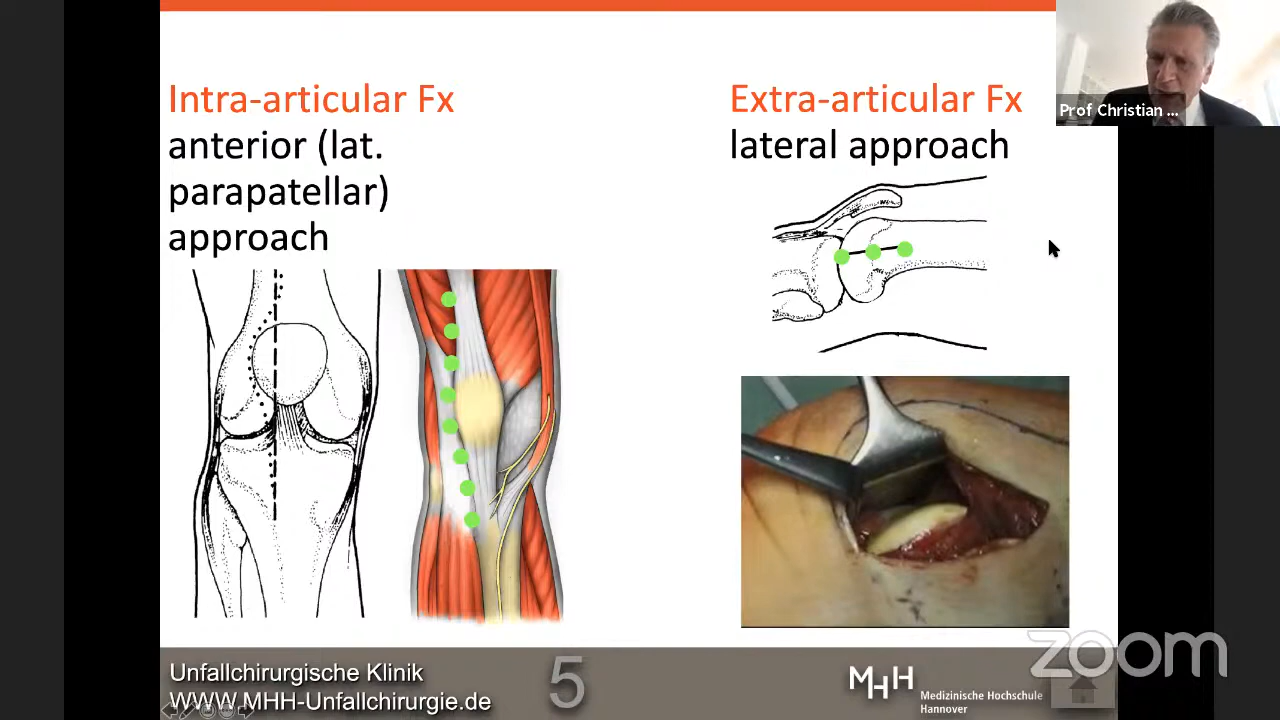 Intra-articular Fx
anterior (lat.
parapatellar)
approach
Extra-articular Fx
lateral approach
Prof Christian ...
Unfallchirurgische Klinik
WWW.MHH-Unfallchirurgie.de
5
MHH
Medizinische Hochschule
Hannover
zoom